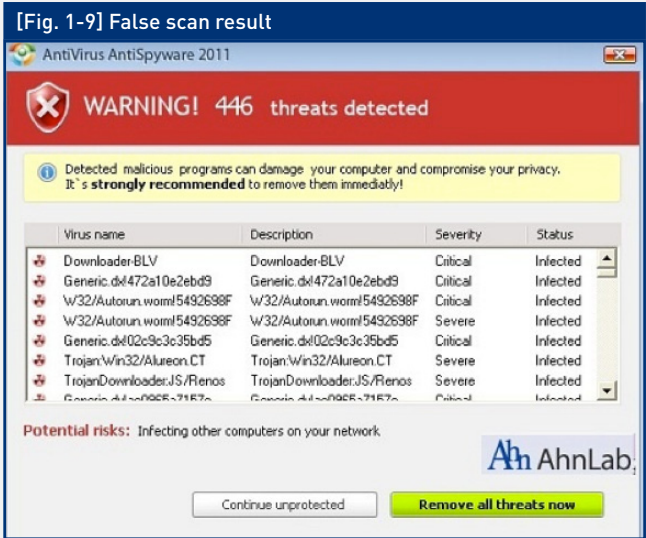 [Fig. 1-9] False scan result
AntiVirus AntiSpyware 2011
WARNING! 446 threats detected
Detected malicious programs can damage your computer and compromise your privacy.
It`s strongly recommended to remove them immediatly!
Virus name Description Severity Status
Downloader-BLV Downloader-BLV Critical Infected
Generic.dx!472a10e2ebd9 Generic.dx!472a10e2ebd9 Critical Infected
W32/Autorun.worm!5492698F W32/Autorun.worm!5492698F Critical Infected
W32/Autorun.worm!5492698F W32/Autorun.worm!5492698F Severe Infected
Generic.dx!02c9c3c35bd5 Generic.dx!02c9c3c35bd5 Critical Infected
Trojan:Win32/Alureon.CT Trojan:Win32/Alureon.CT Severe Infected
TrojanDownloader:JS/Renos TrojanDownloader:JS/Renos Severe Infected
Critical Infected
Potential risks: Infecting other computers on your network
Ahn AhnLab
Continue unprotected Remove all threats now